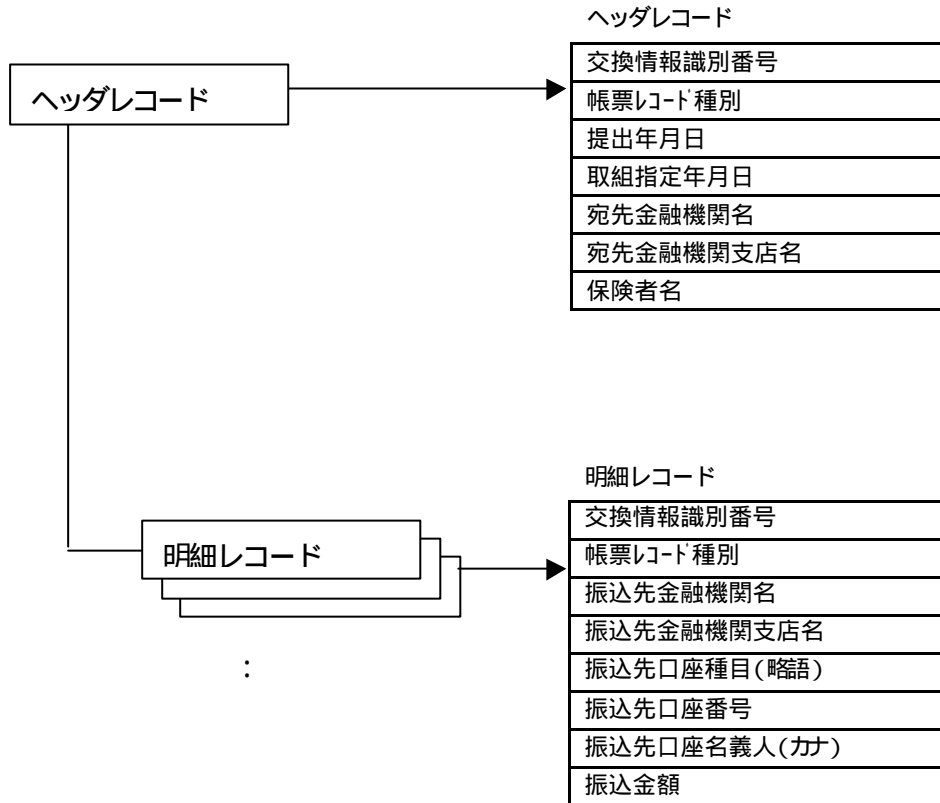 ヘッダレコード
ヘッダレコード
交換情報識別番号
帳票ﾚｺｰﾄﾞ種別
提出年月日
取組指定年月日
宛先金融機関名
宛先金融機関支店名
保険者名
明細レコード
明細レコード
:
交換情報識別番号
帳票ﾚｺｰﾄﾞ種別
振込先金融機関名
振込先金融機関支店名
振込先口座種目(略語)
振込先口座番号
振込先口座名義人(カナ)
振込金額